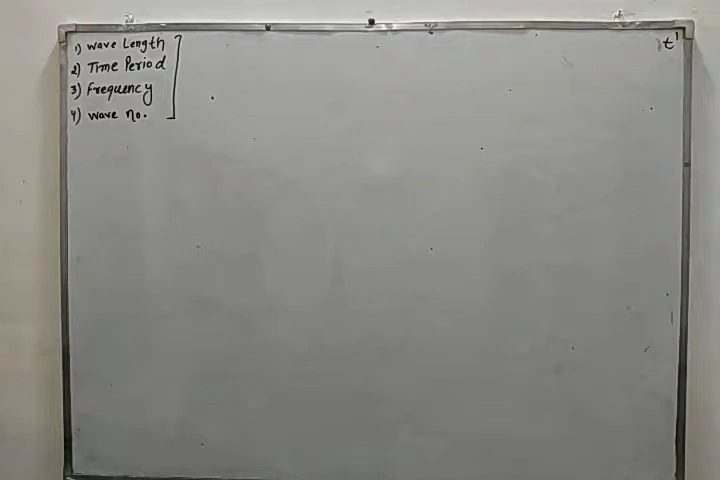 1) Wave Length
2) Time Period
3) Frequency
4) Wave no.